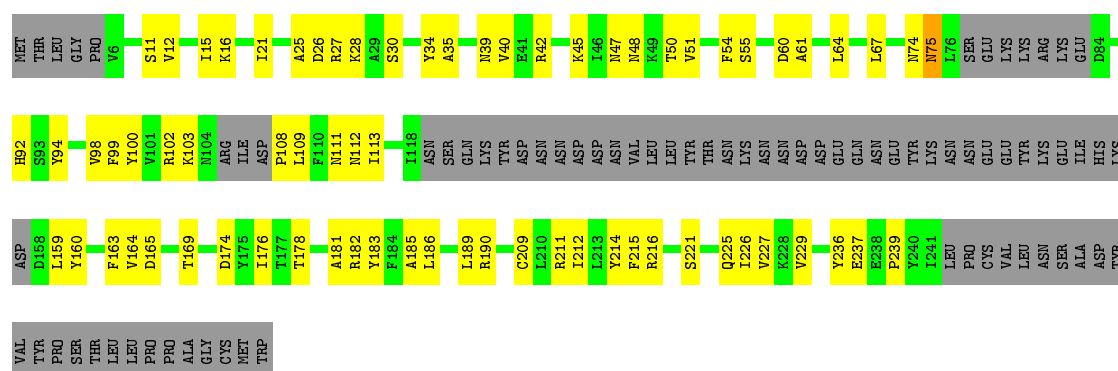 MET THR LEU GLY PRO V6 S11 V12 I15 K16 I21 A25 D26 R27 K28 A29 S30 Y34 A35 N39 V40 E41 R42 K45 I46 N47 N48 K49 T50 V51 F54 S55 D60 A61 L64 L67 N74 N75 L76 SER GLU LYS LYS ARG LYS GLU D84
H92 S93 Y94 V98 F99 Y100 V101 R102 K103 N104 ARG ILE ASP P108 L109 F110 N111 N112 I113 I118 ASN SER GLN LYS TYR ASP ASN ASN ASP ASP ASN VAL LEU LEU TYR THR ASN LYS ASN ASN ASP ASP GLU GLN ASN GLU TYR LYS ASN ASN GLU GLU TYR LYS GLU ILE HIS LYS
ASP D158 L159 Y160 F163 V164 D165 T169 D174 Y175 I176 T177 T178 A181 R182 Y183 F184 A185 L186 L189 R190 C209 L210 R211 I212 L213 Y214 F215 R216 S221 Q225 I226 V227 K228 V229 Y236 E237 E238 P239 Y240 I241 LEU PRO CYS VAL LEU ASN SER ALA ASP TYR
VAL TYR PRO SER THR LEU LEU PRO PRO ALA GLY CYS MET TRP